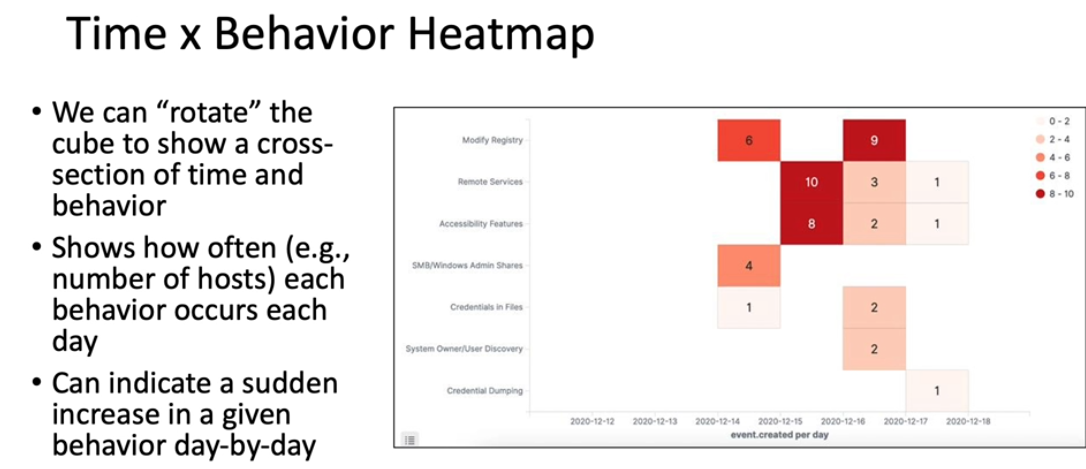 Time x Behavior Heatmap
• We can “rotate” the
cube to show a cross-
section of time and
behavior
• Shows how often (e.g.,
number of hosts) each
behavior occurs each
day
• Can indicate a sudden
increase in a given
behavior day-by-day
Modify Registry 6 9
Remote Services 10 3 1
Accessibility Features 8 2 1
SMB/Windows Admin Shares 4
Credentials in Files 1 2
System Owner/User Discovery 2
Credential Dumping 1
2020-12-12 2020-12-13 2020-12-14 2020-12-15 2020-12-16 2020-12-17 2020-12-18
event.created per day
0 - 2
2 - 4
4 - 6
6 - 8
8 - 10